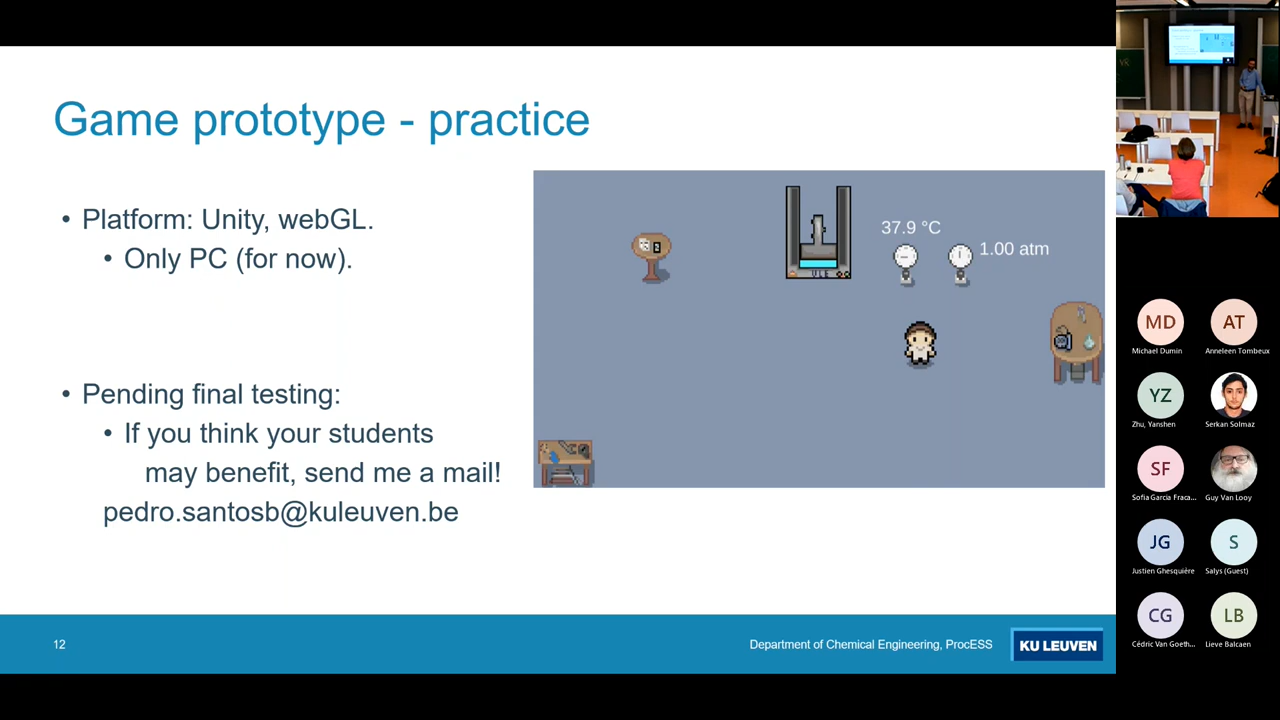 Game prototype - practice
• Platform: Unity, webGL.
• Only PC (for now).
• Pending final testing:
• If you think your students
may benefit, send me a mail!
pedro.santosb@kuleuven.be
37.9 °C
1.00 atm
12
Department of Chemical Engineering, ProcESS
KU LEUVEN
MD
AT
Michael Dumin
Anneleen Tombeux
YZ
Zhu, Yanshen
Serkan Solmaz
SF
Sofia Garcia Fraca...
Guy Van Looy
JG
S
Justien Ghesquière
Salys (Guest)
CG
LB
Cédric Van Goeth...
Lieve Balcaen